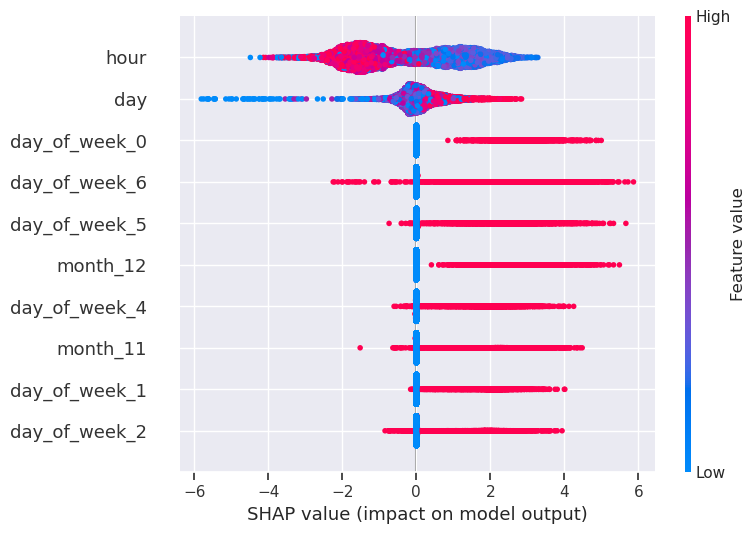 High
hour
day
day_of_week_0
day_of_week_6
day_of_week_5
month_12
day_of_week_4
month_11
day_of_week_1
day_of_week_2
Feature value
Low
−6 −4 −2 0 2 4 6
SHAP value (impact on model output)